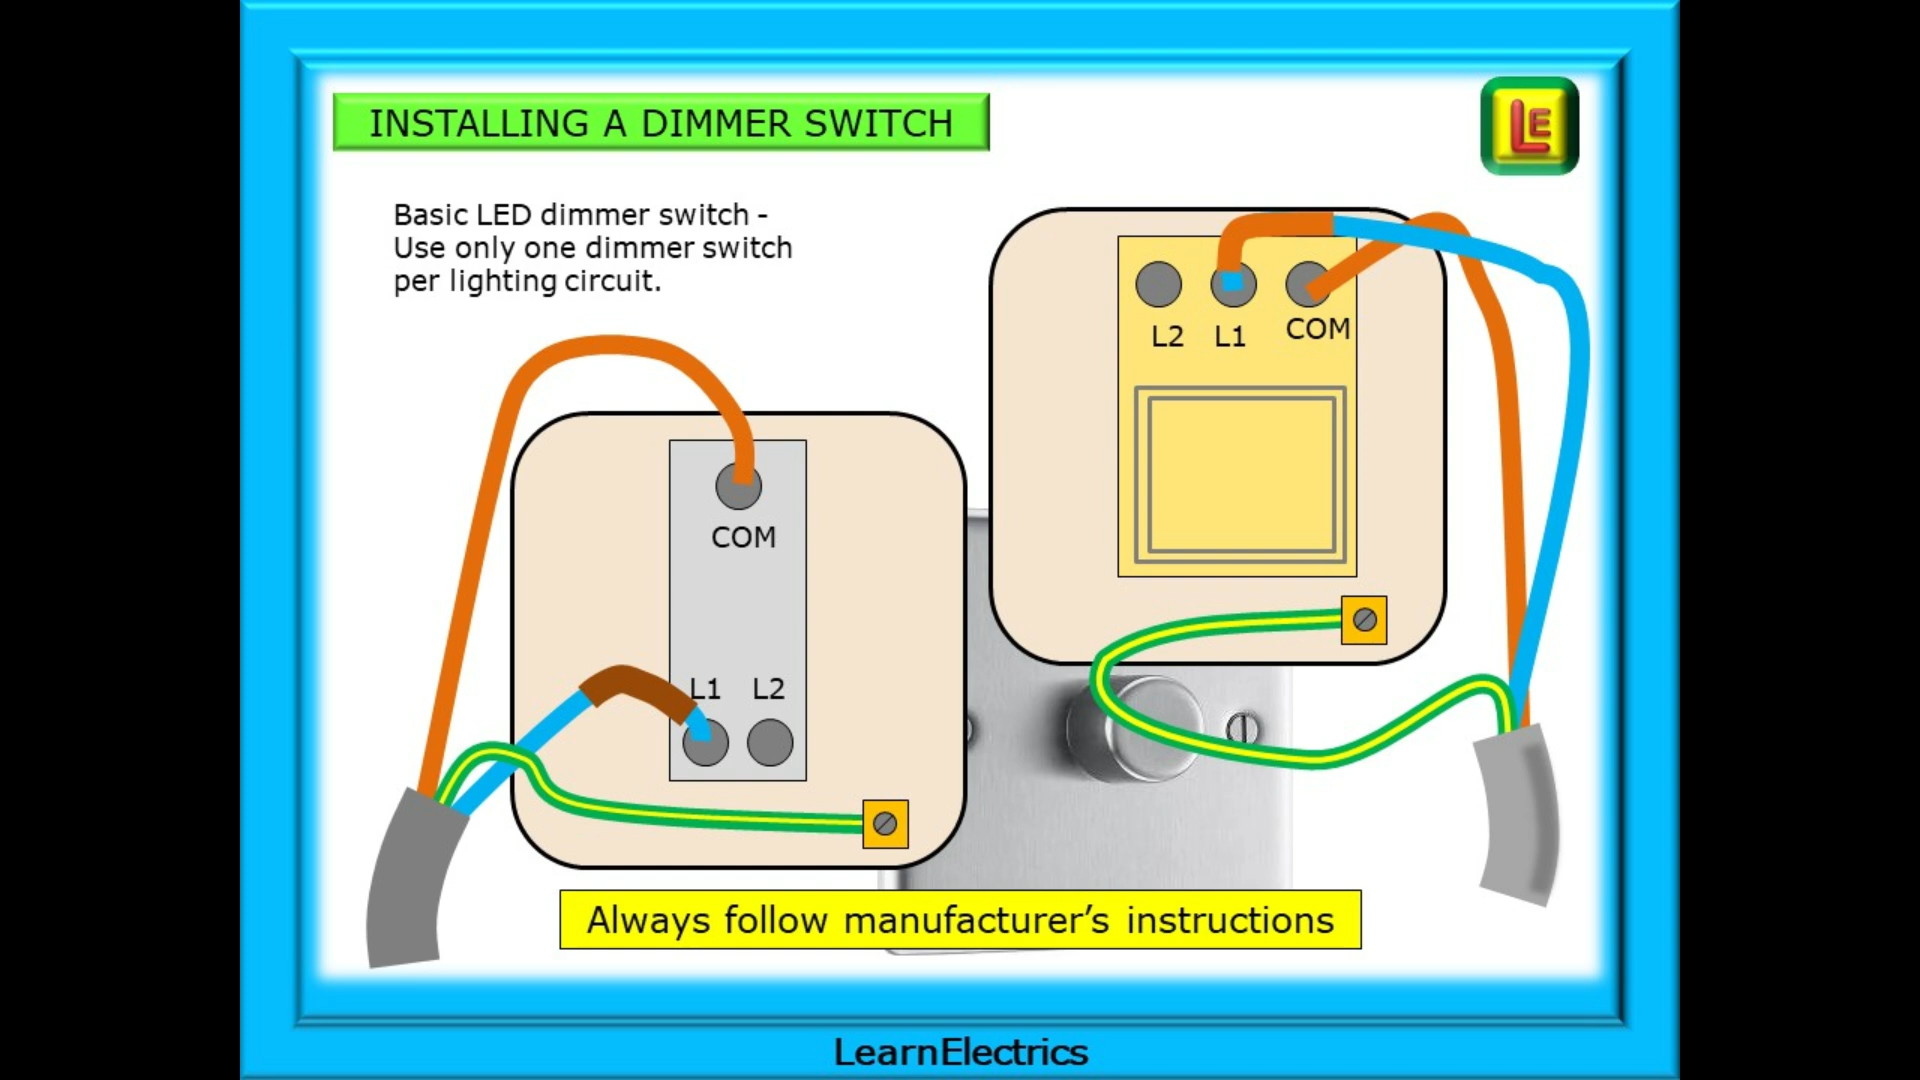 INSTALLING A DIMMER SWITCH
LE
Basic LED dimmer switch -
Use only one dimmer switch
per lighting circuit.
L2 L1 COM
COM
L1 L2
Always follow manufacturer’s instructions
LearnElectrics